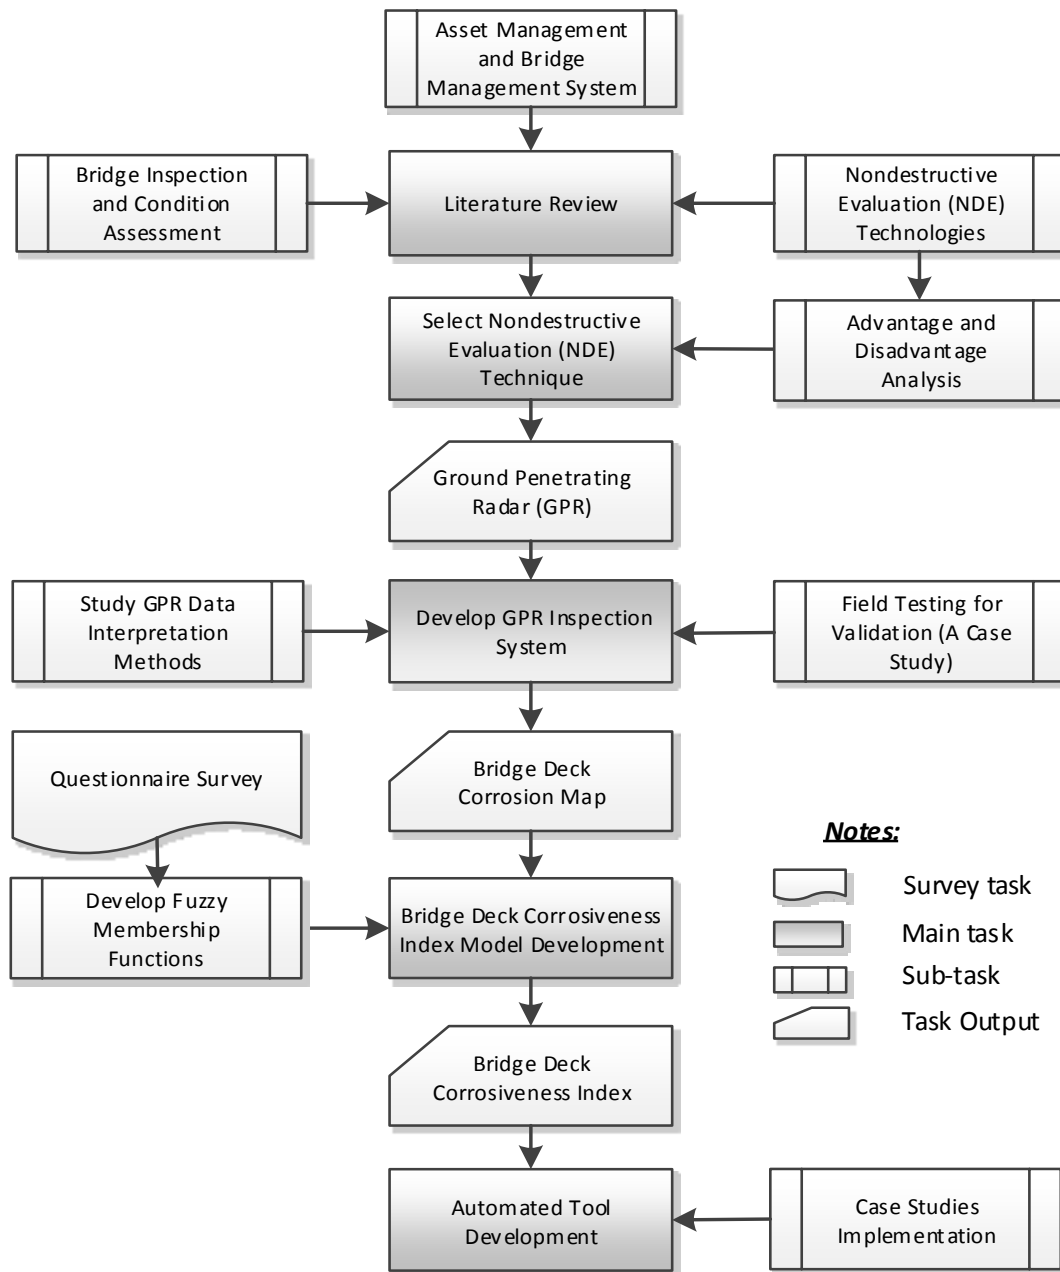 Asset Management
and Bridge
Management System
Bridge Inspection
and Condition
Assessment
Literature Review
Nondestructive
Evaluation (NDE)
Technologies
Select Nondestructive
Evaluation (NDE)
Technique
Advantage and
Disadvantage
Analysis
Ground Penetrating
Radar (GPR)
Study GPR Data
Interpretation
Methods
Develop GPR Inspection
System
Field Testing for
Validation (A Case
Study)
Questionnaire Survey
Bridge Deck
Corrosion Map
Develop Fuzzy
Membership
Functions
Bridge Deck Corrosiveness
Index Model Development
Notes:
Survey task
Main task
Sub-task
Task Output
Bridge Deck
Corrosiveness Index
Automated Tool
Development
Case Studies
Implementation